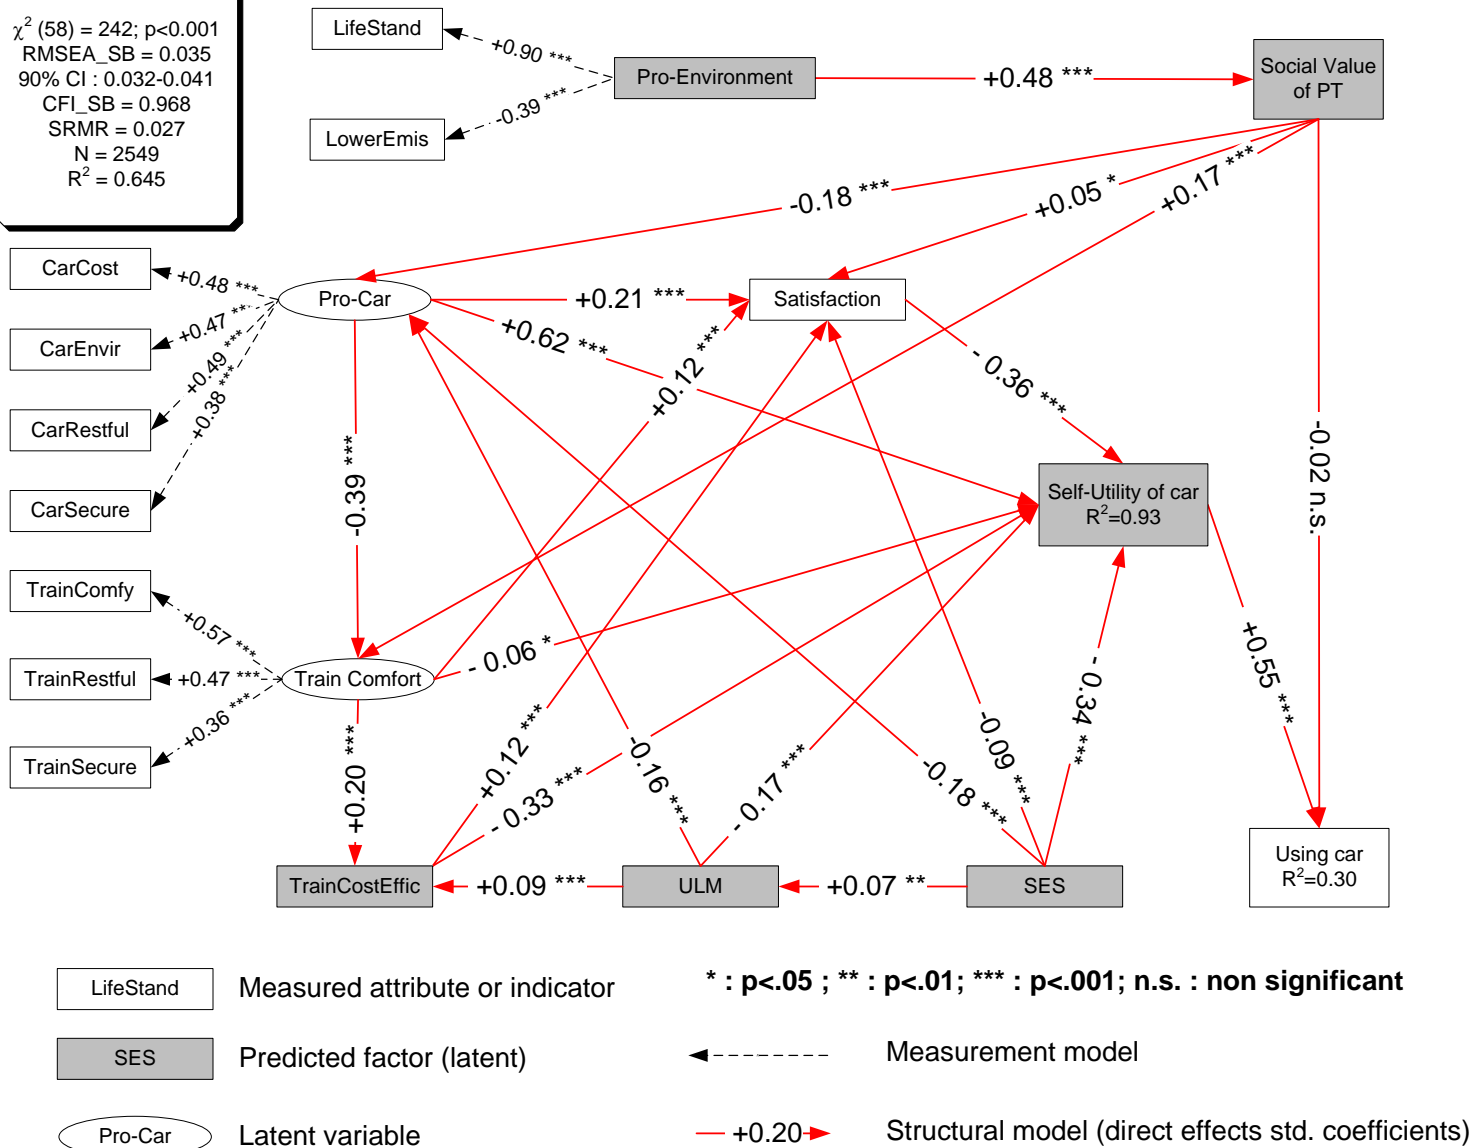 χ² (58) = 242; p<0.001
RMSEA_SB = 0.035
90% CI : 0.032-0.041
CFI_SB = 0.968
SRMR = 0.027
N = 2549
R² = 0.645
LifeStand
+0.90 ***
Pro-Environment
+0.48 ***
Social Value
of PT
-0.39 ***
LowerEmis
-0.18 ***
+0.05 *
+0.17 ***
CarCost
+0.48 ***
Pro-Car
+0.21 ***
Satisfaction
CarEnvir
+0.47 **
+0.62 ***
+0.12 ***
- 0.36 ***
+0.49 ***
CarRestful
+0.38 ***
-0.39 ***
-0.02 n.s.
CarSecure
Self-Utility of car
R²=0.93
TrainComfy
+0.57 ***
- 0.06 *
TrainRestful
+0.47 ***
Train Comfort
+0.55 ***
+0.36 ***
TrainSecure
+0.20 ***
+0.12 ***
- 0.33 ***
-0.16 ***
- 0.17 ***
-0.18 ***
-0.09 ***
- 0.34 ***
TrainCostEffic
+0.09 ***
ULM
+0.07 **
SES
Using car
R²=0.30
LifeStand
Measured attribute or indicator
* : p<.05 ; ** : p<.01; *** : p<.001; n.s. : non significant
SES
Predicted factor (latent)
Measurement model
Pro-Car
Latent variable
+0.20
Structural model (direct effects std. coefficients)